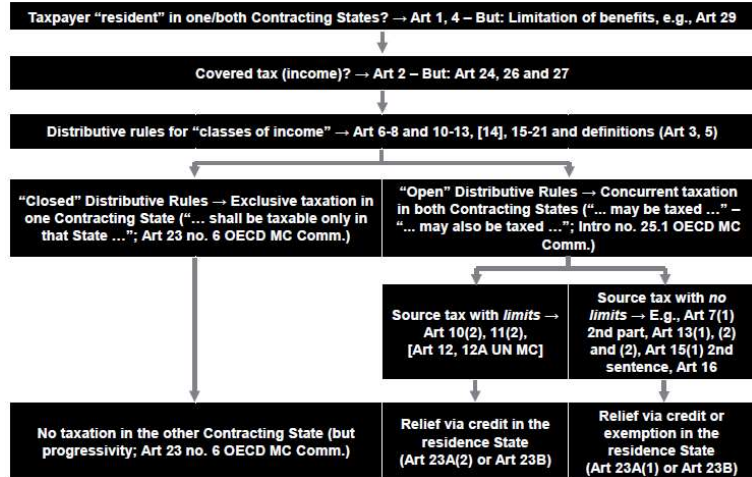 Taxpayer “resident” in one/both Contracting States? → Art 1, 4 – But: Limitation of benefits, e.g., Art 29
Covered tax (income)? → Art 2 – But: Art 24, 26 and 27
Distributive rules for “classes of income” → Art 6-8 and 10-13, [14], 15-21 and definitions (Art 3, 5)
“Closed” Distributive Rules → Exclusive taxation in
one Contracting State (“… shall be taxable only in
that State …”; Art 23 no. 6 OECD MC Comm.)
“Open” Distributive Rules → Concurrent taxation
in both Contracting States (“... may be taxed …” –
“... may also be taxed …”; Intro no. 25.1 OECD MC
Comm.)
Source tax with limits →
Art 10(2), 11(2),
[Art 12, 12A UN MC]
Source tax with no
limits → E.g., Art 7(1)
2nd part, Art 13(1), (2)
and (2), Art 15(1) 2nd
sentence, Art 16
No taxation in the other Contracting State (but
progressivity; Art 23 no. 6 OECD MC Comm.)
Relief via credit in the
residence State
(Art 23A(2) or Art 23B)
Relief via credit or
exemption in the
residence State
(Art 23A(1) or Art 23B)